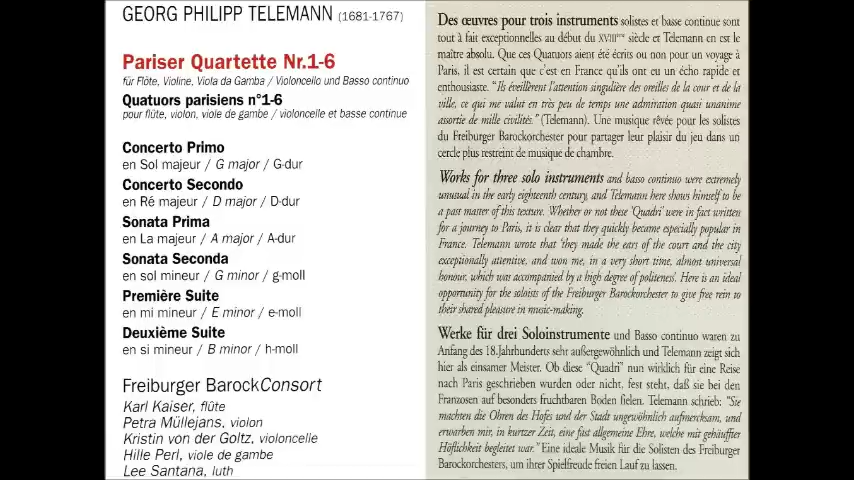 GEORG PHILIPP TELEMANN (1681-1767)
Pariser Quartette Nr.1-6
für Flöte, Violine, Viola da Gamba / Violoncello und Basso continuo
Quatuors parisiens n°1-6
pour flûte, violon, viole de gambe / violoncelle et basse continue
Concerto Primo
en Sol majeur / G major / G-dur
Concerto Secondo
en Ré majeur / D major / D-dur
Sonata Prima
en La majeur / A major / A-dur
Sonata Seconda
en sol mineur / G minor / g-moll
Première Suite
en mi mineur / E minor / e-moll
Deuxième Suite
en si mineur / B minor / h-moll
Freiburger BarockConsort
Karl Kaiser, flûte
Petra Müllejans, violon
Kristin von der Goltz, violoncelle
Hille Perl, viole de gambe
Lee Santana, luth
Des œuvres pour trois instruments solistes et basse continue sont
tout à fait exceptionnelles au début du XVIIIème siècle et Telemann en est le
maître absolu. Que ces Quatuors aient été écrits ou non pour un voyage à
Paris, il est certain que c'est en France qu'ils ont eu un écho rapide et
enthousiaste. "Ils éveillèrent l'attention singulière des oreilles de la cour et de la
ville, ce qui me valut en très peu de temps une admiration quasi unanime
assortie de mille civilités." (Telemann). Une musique rêvée pour les solistes
du Freiburger Barockorchester pour partager leur plaisir du jeu dans un
cercle plus restreint de musique de chambre.
Works for three solo instruments and basso continuo were extremely
unusual in the early eighteenth century, and Telemann here shows himself to be
a past master of this texture. Whether or not these 'Quadri' were in fact written
for a journey to Paris, it is clear that they quickly became especially popular in
France. Telemann wrote that 'they made the ears of the court and the city
exceptionally attentive, and won me, in a very short time, almost universal
honour, which was accompanied by a high degree of politeness'. Here is an ideal
opportunity for the soloists of the Freiburger Barockorchester to give free rein to
their shared pleasure in music-making.
Werke für drei Soloinstrumente und Basso continuo waren zu
Anfang des 18.Jahrhunderts sehr außergewöhnlich und Telemann zeigt sich
hier als einsamer Meister. Ob diese "Quadri" nun wirklich für eine Reise
nach Paris geschrieben wurden oder nicht, fest steht, daß sie bei den
Franzosen auf besonders fruchtbaren Boden fielen. Telemann schrieb: "Sie
machten die Ohren des Hofes und der Stadt ungewöhnlich aufmercksam, und
erwarben mir, in kurtzer Zeit, eine fast allgemeine Ehre, welche mit gehäuffter
Höflichkeit begleitet war." Eine ideale Musik für die Solisten des Freiburger
Barockorchesters, um ihrer Spielfreude freien Lauf zu lassen.